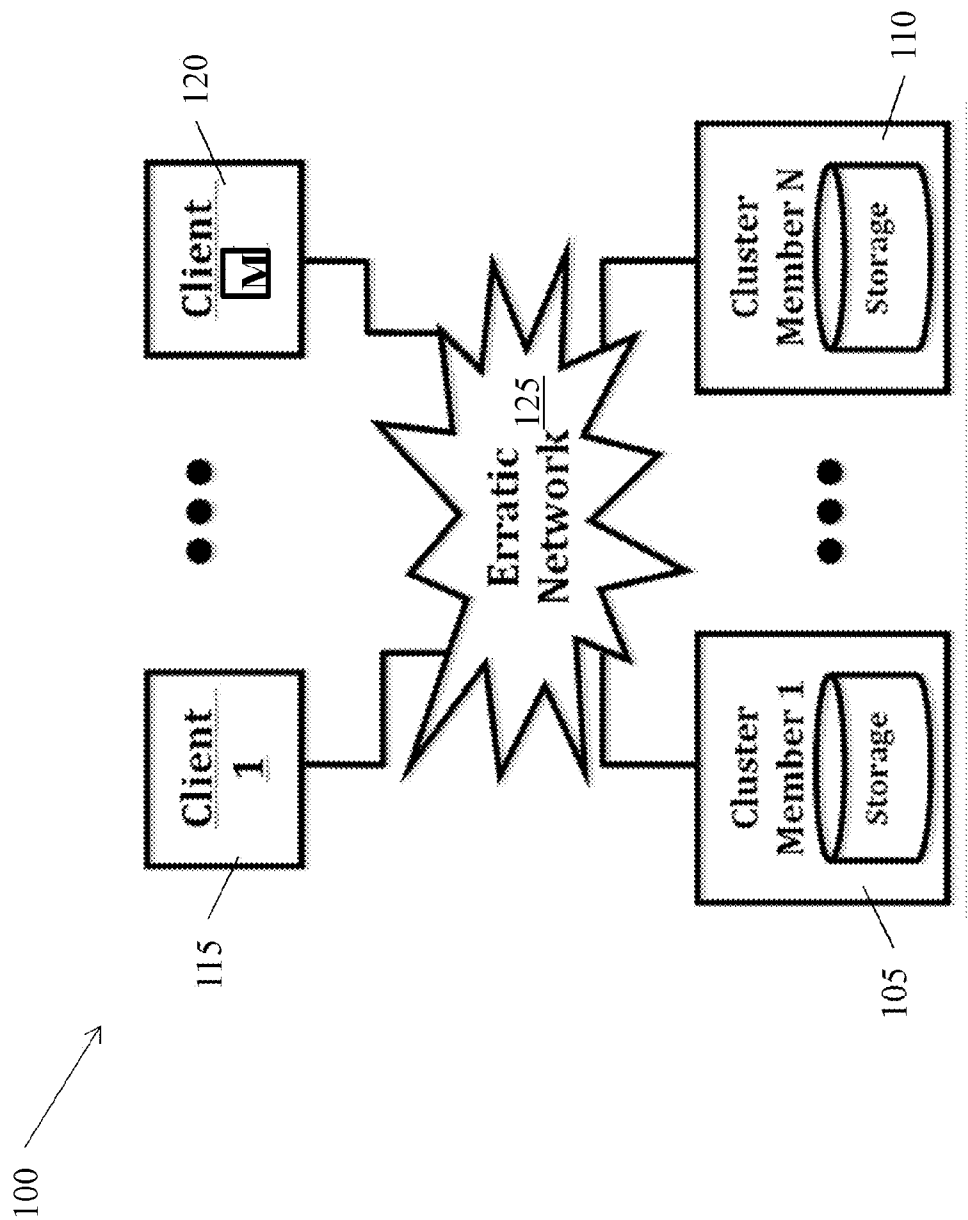 100
115
120
Client
1
Client
M
Erratic
Network
125
Cluster
Member 1
Storage
105
Cluster
Member N
Storage
110